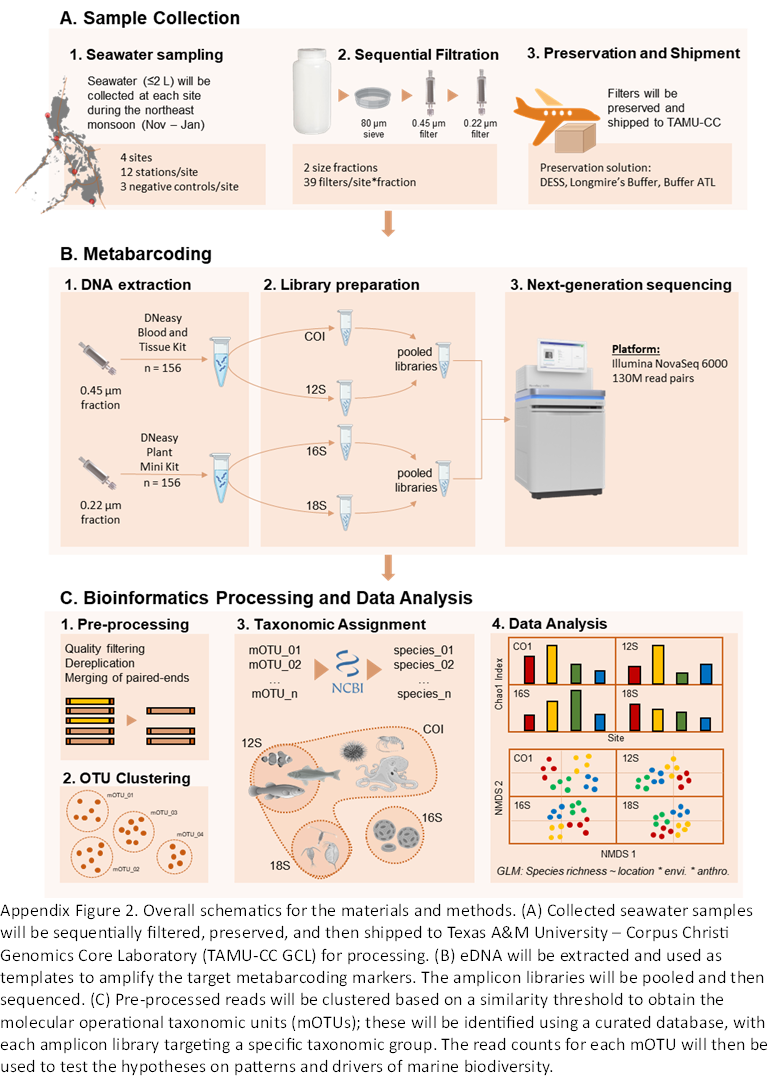 A. Sample Collection
1. Seawater sampling
Seawater (≤2 L) will be
collected at each site
during the northeast
monsoon (Nov – Jan)
4 sites
12 stations/site
3 negative controls/site
2. Sequential Filtration
80 µm
sieve
0.45 µm
filter
0.22 µm
filter
2 size fractions
39 filters/site*fraction
3. Preservation and Shipment
Filters will be
preserved and
shipped to TAMU-CC
Preservation solution:
DESS, Longmire's Buffer, Buffer ATL
B. Metabarcoding
1. DNA extraction
DNeasy
Blood and
Tissue Kit
n = 156
0.45 µm
fraction
DNeasy
Plant
Mini Kit
n = 156
0.22 µm
fraction
2. Library preparation
COI
12S
pooled
libraries
16S
18S
pooled
libraries
3. Next-generation sequencing
Platform:
Illumina NovaSeq 6000
130M read pairs
C. Bioinformatics Processing and Data Analysis
1. Pre-processing
Quality filtering
Dereplication
Merging of paired-ends
2. OTU Clustering
mOTU_01
mOTU_03
mOTU_04
mOTU_02
3. Taxonomic Assignment
mOTU_01
mOTU_02
...
mOTU_n
NCBI
species_01
species_02
...
species_n
12S
COI
16S
18S
4. Data Analysis
Chao1 Index
CO1
12S
16S
18S
Site
NMDS 2
CO1
12S
16S
18S
NMDS 1
GLM: Species richness ~ location * envi. * anthro.
Appendix Figure 2. Overall schematics for the materials and methods. (A) Collected seawater samples
will be sequentially filtered, preserved, and then shipped to Texas A&M University – Corpus Christi
Genomics Core Laboratory (TAMU-CC GCL) for processing. (B) eDNA will be extracted and used as
templates to amplify the target metabarcoding markers. The amplicon libraries will be pooled and then
sequenced. (C) Pre-processed reads will be clustered based on a similarity threshold to obtain the
molecular operational taxonomic units (mOTUs); these will be identified using a curated database, with
each amplicon library targeting a specific taxonomic group. The read counts for each mOTU will then be
used to test the hypotheses on patterns and drivers of marine biodiversity.